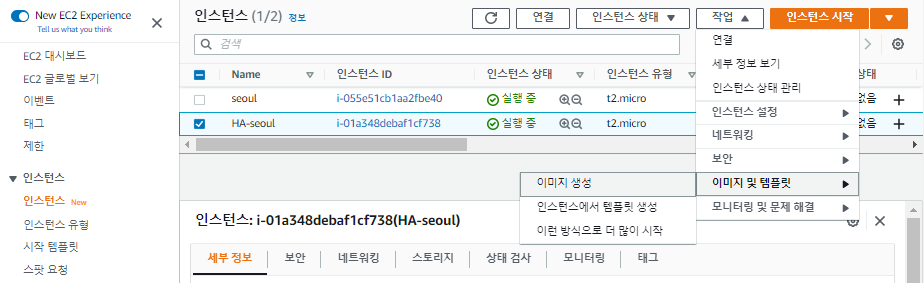 New EC2 Experience
Tell us what you think
EC2 대시보드
EC2 글로벌 보기
이벤트
태그
제한
인스턴스
인스턴스 New
인스턴스 유형
시작 템플릿
스팟 요청
인스턴스 (1/2) 정보
연결
인스턴스 상태
작업
인스턴스 시작
검색
Name 인스턴스 ID 인스턴스 상태 인스턴스 유형 상태
seoul i-055e51cb1aa2fbe40 실행 중 t2.micro 없음
HA-seoul i-01a348debaf1cf738 실행 중 t2.micro 없음
연결
세부 정보 보기
인스턴스 상태 관리
인스턴스 설정
네트워킹
보안
이미지 및 템플릿
모니터링 및 문제 해결
이미지 생성
인스턴스에서 템플릿 생성
이런 방식으로 더 많이 시작
인스턴스: i-01a348debaf1cf738(HA-seoul)
세부 정보 보안 네트워킹 스토리지 상태 검사 모니터링 태그